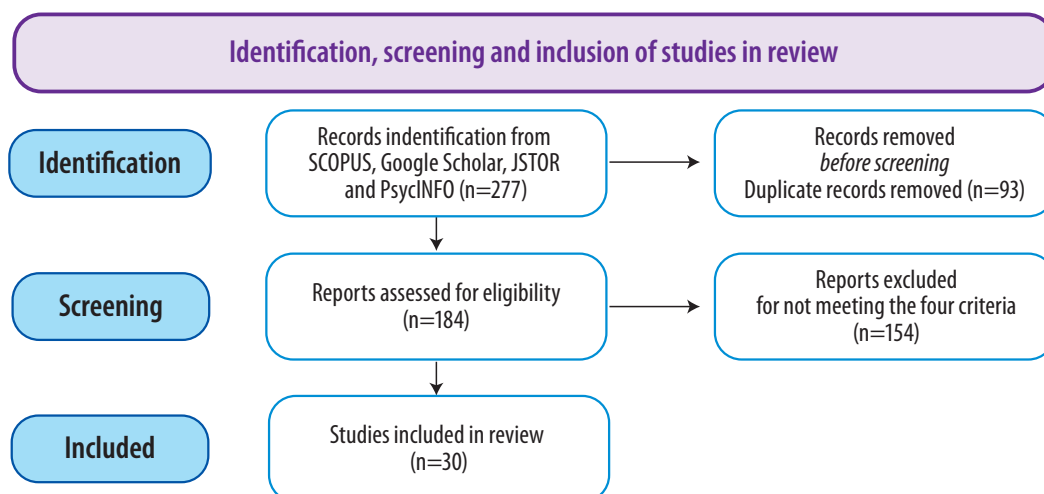 Identification, screening and inclusion of studies in review
Identification
Records indentification from
SCOPUS, Google Scholar, JSTOR
and PsycINFO (n=277)
Records removed
before screening
Duplicate records removed (n=93)
Screening
Reports assessed for eligibility
(n=184)
Reports excluded
for not meeting the four criteria
(n=154)
Included
Studies included in review
(n=30)